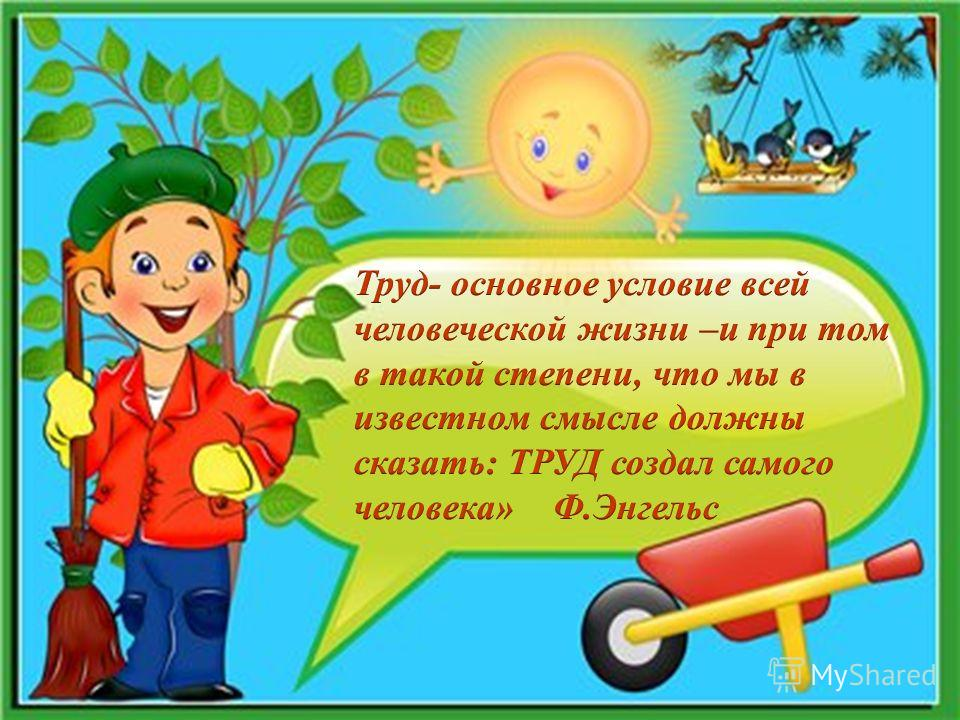 Труд- основное условие всей
человеческой жизни –и при том
в такой степени, что мы в
известном смысле должны
сказать: ТРУД создал самого
человека» Ф.Энгельс
MyShared